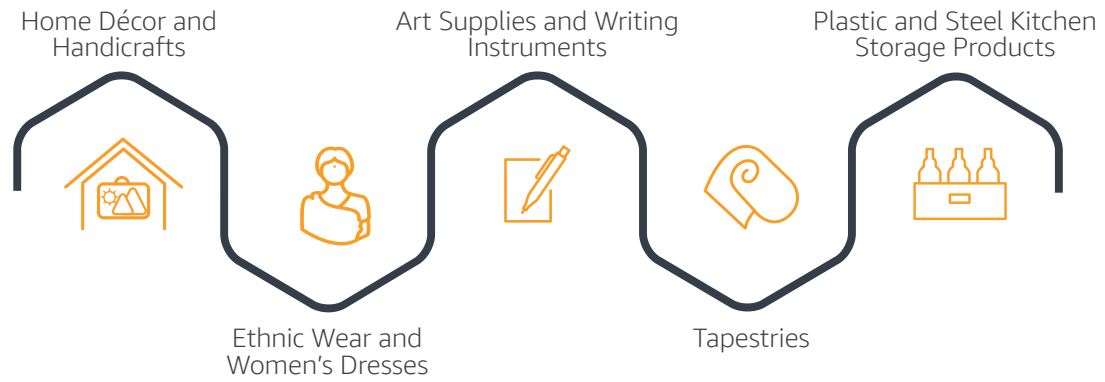 Home Décor and
Handicrafts
Art Supplies and Writing
Instruments
Plastic and Steel Kitchen
Storage Products
Ethnic Wear and
Women’s Dresses
Tapestries